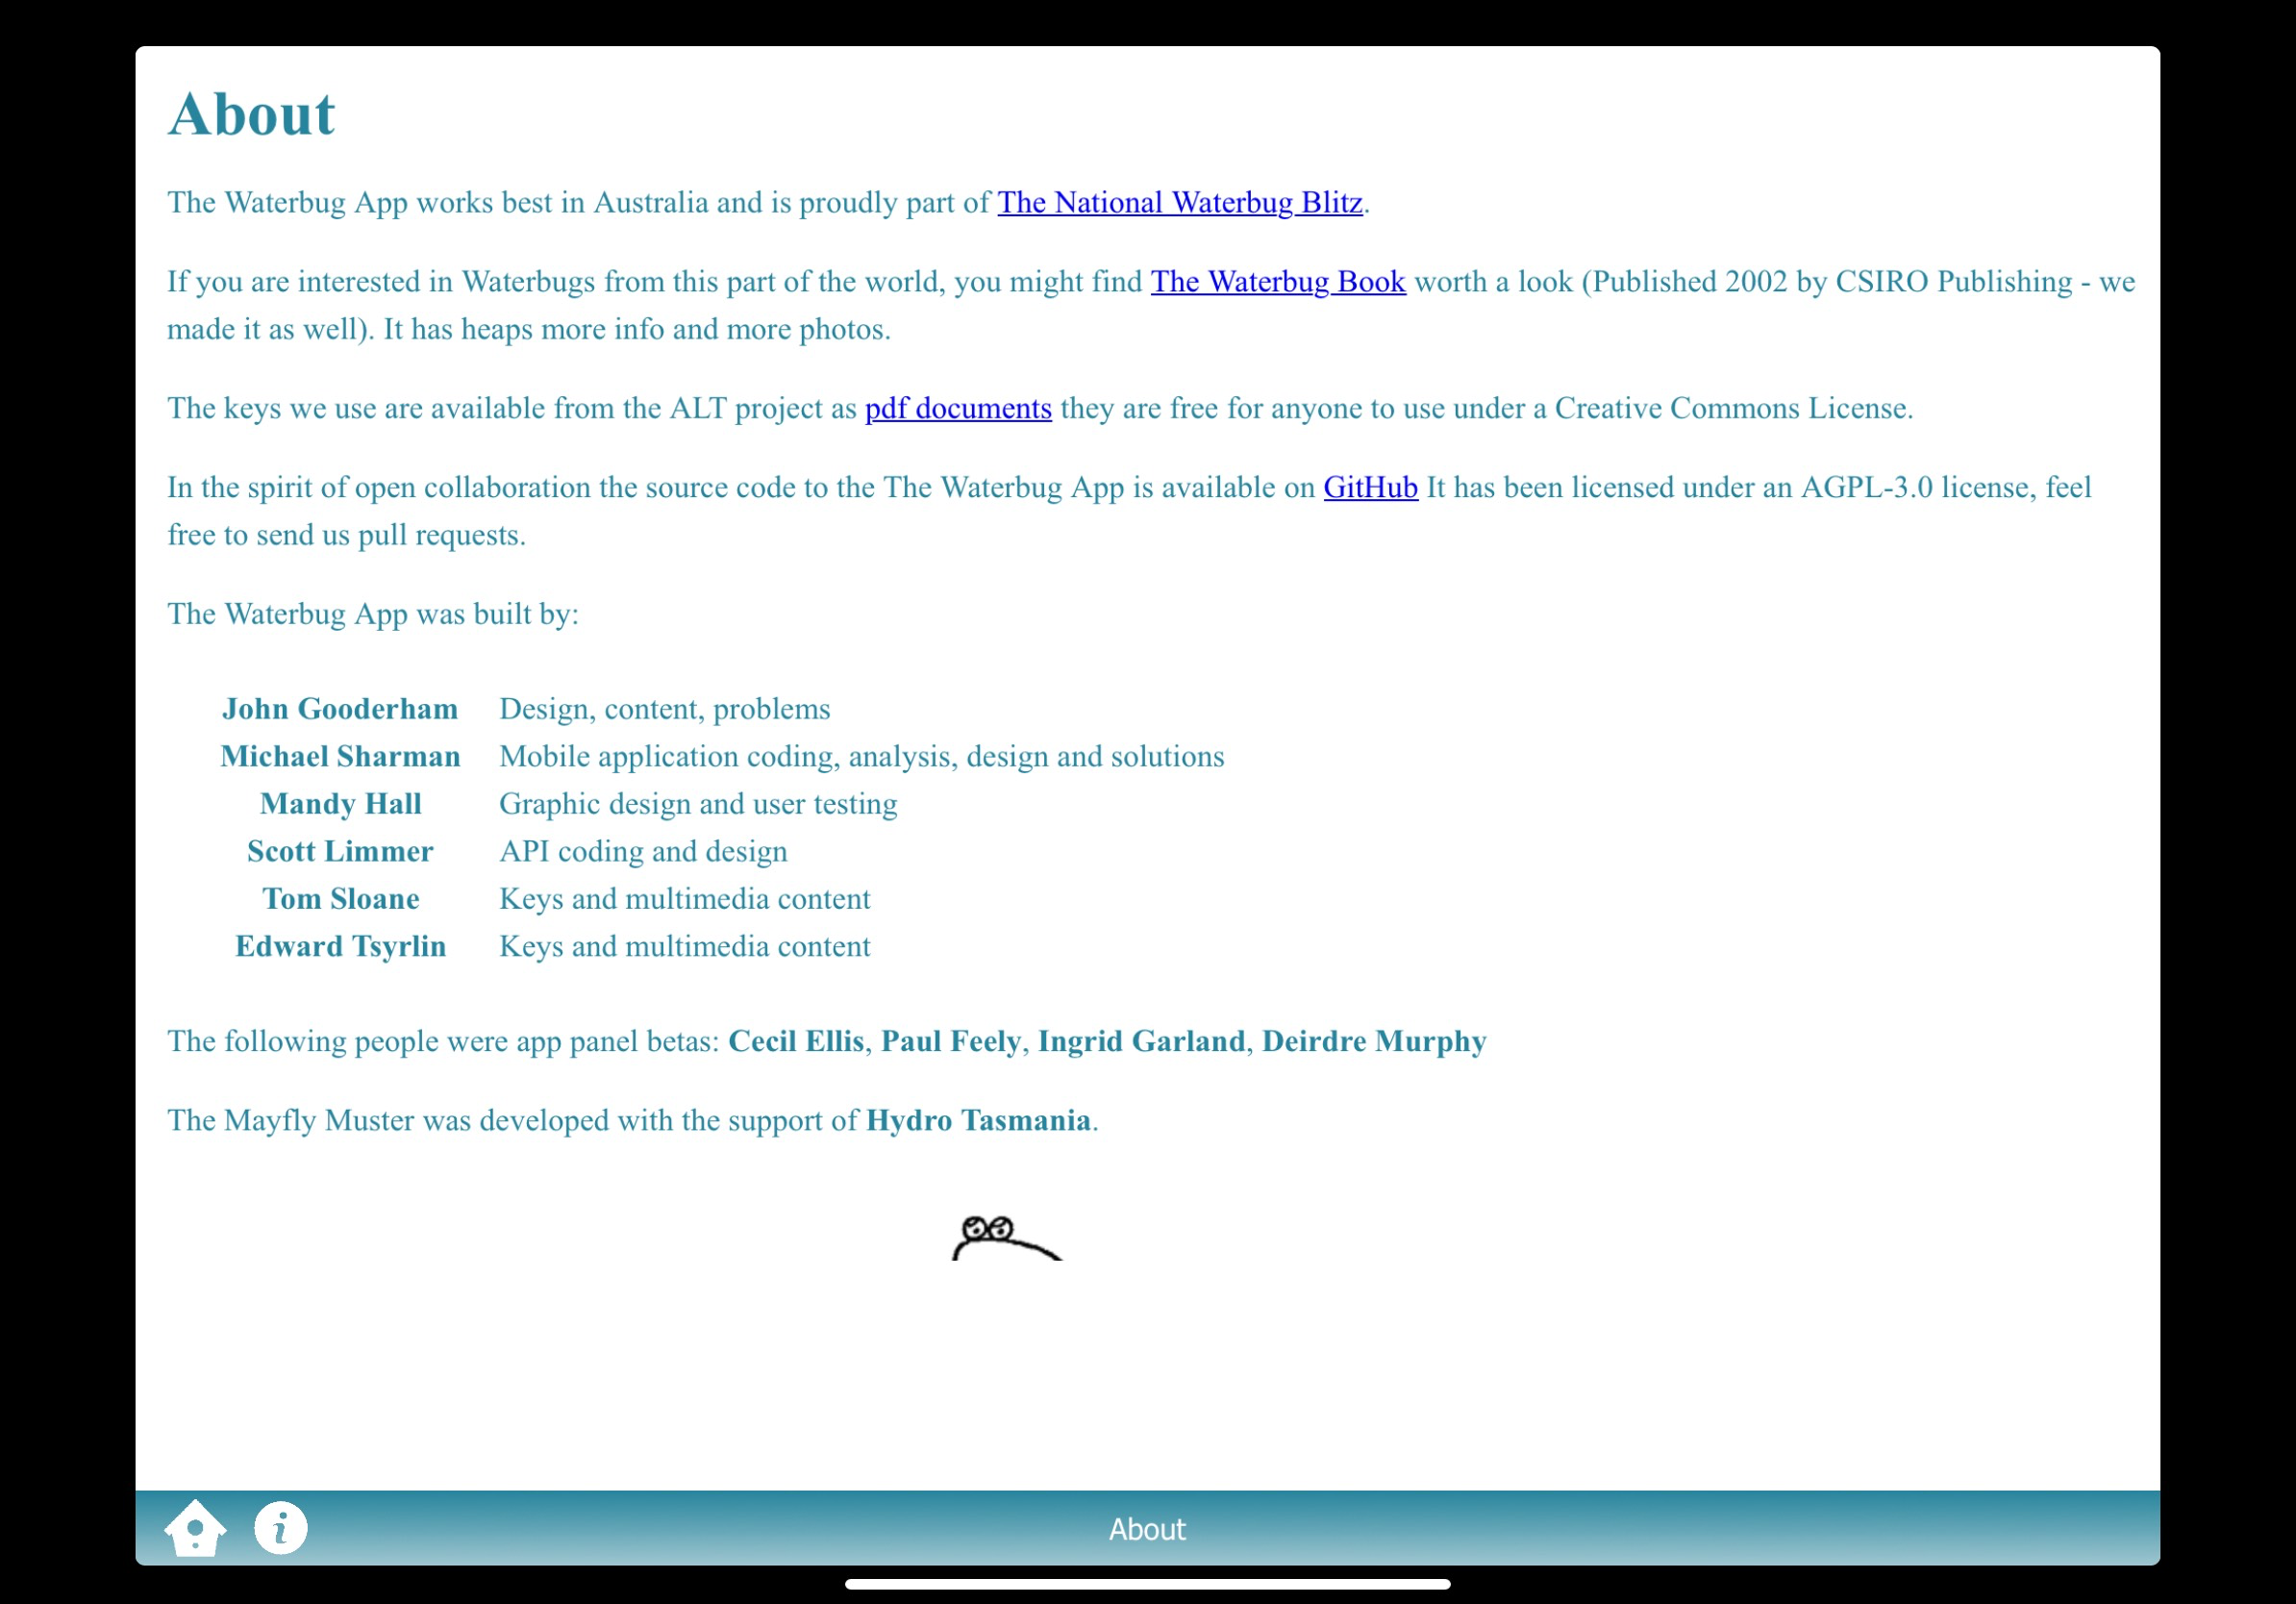 About
The Waterbug App works best in Australia and is proudly part of The National Waterbug Blitz.
If you are interested in Waterbugs from this part of the world, you might find The Waterbug Book worth a look (Published 2002 by CSIRO Publishing - we
made it as well). It has heaps more info and more photos.
The keys we use are available from the ALT project as pdf documents they are free for anyone to use under a Creative Commons License.
In the spirit of open collaboration the source code to the The Waterbug App is available on GitHub It has been licensed under an AGPL-3.0 license, feel
free to send us pull requests.
The Waterbug App was built by:
John Gooderham Design, content, problems
Michael Sharman Mobile application coding, analysis, design and solutions
Mandy Hall Graphic design and user testing
Scott Limmer API coding and design
Tom Sloane Keys and multimedia content
Edward Tsyrlin Keys and multimedia content
The following people were app panel betas: Cecil Ellis, Paul Feely, Ingrid Garland, Deirdre Murphy
The Mayfly Muster was developed with the support of Hydro Tasmania.
About